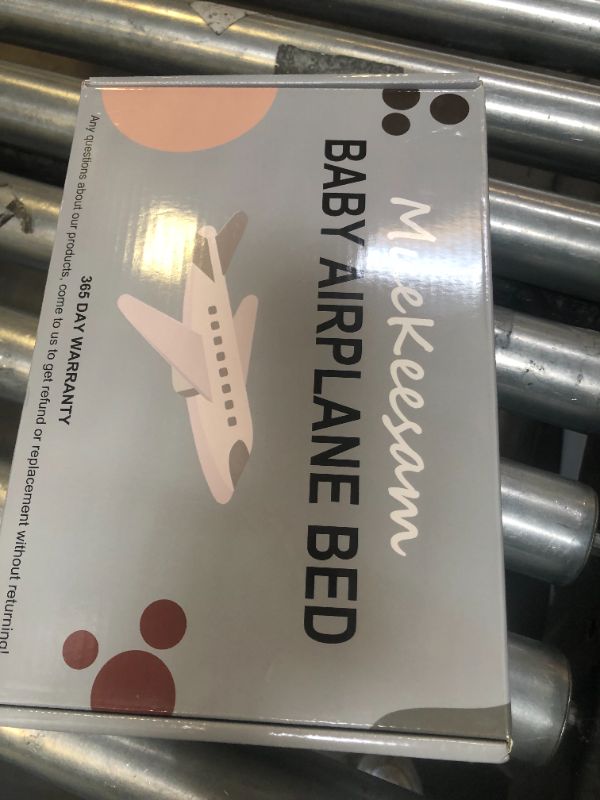 BABY AIRPLANE BED
365 DAY WARRANTY
Any questions about our products, come to us to get refund or replacement without returning!